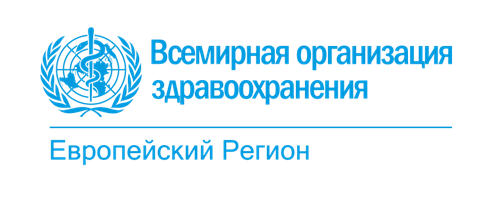 Всемирная организация
здравоохранения
Европейский Регион